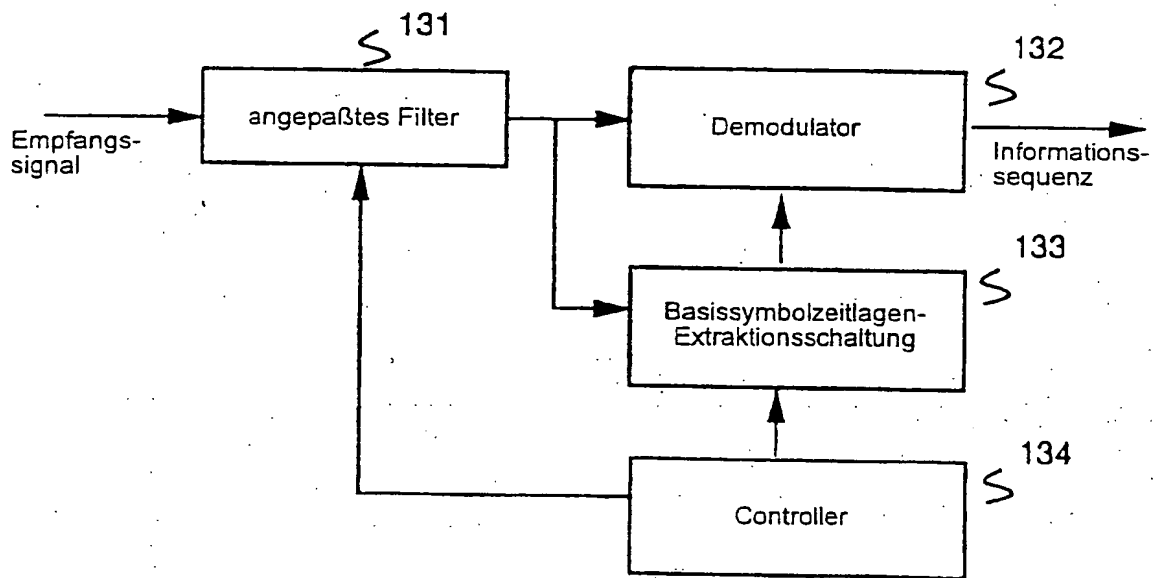 131
angepaßtes Filter
Empfangs-
signal
132
Demodulator
Informations-
sequenz
133
Basissymbolzeitlagen-
Extraktionsschaltung
134
Controller